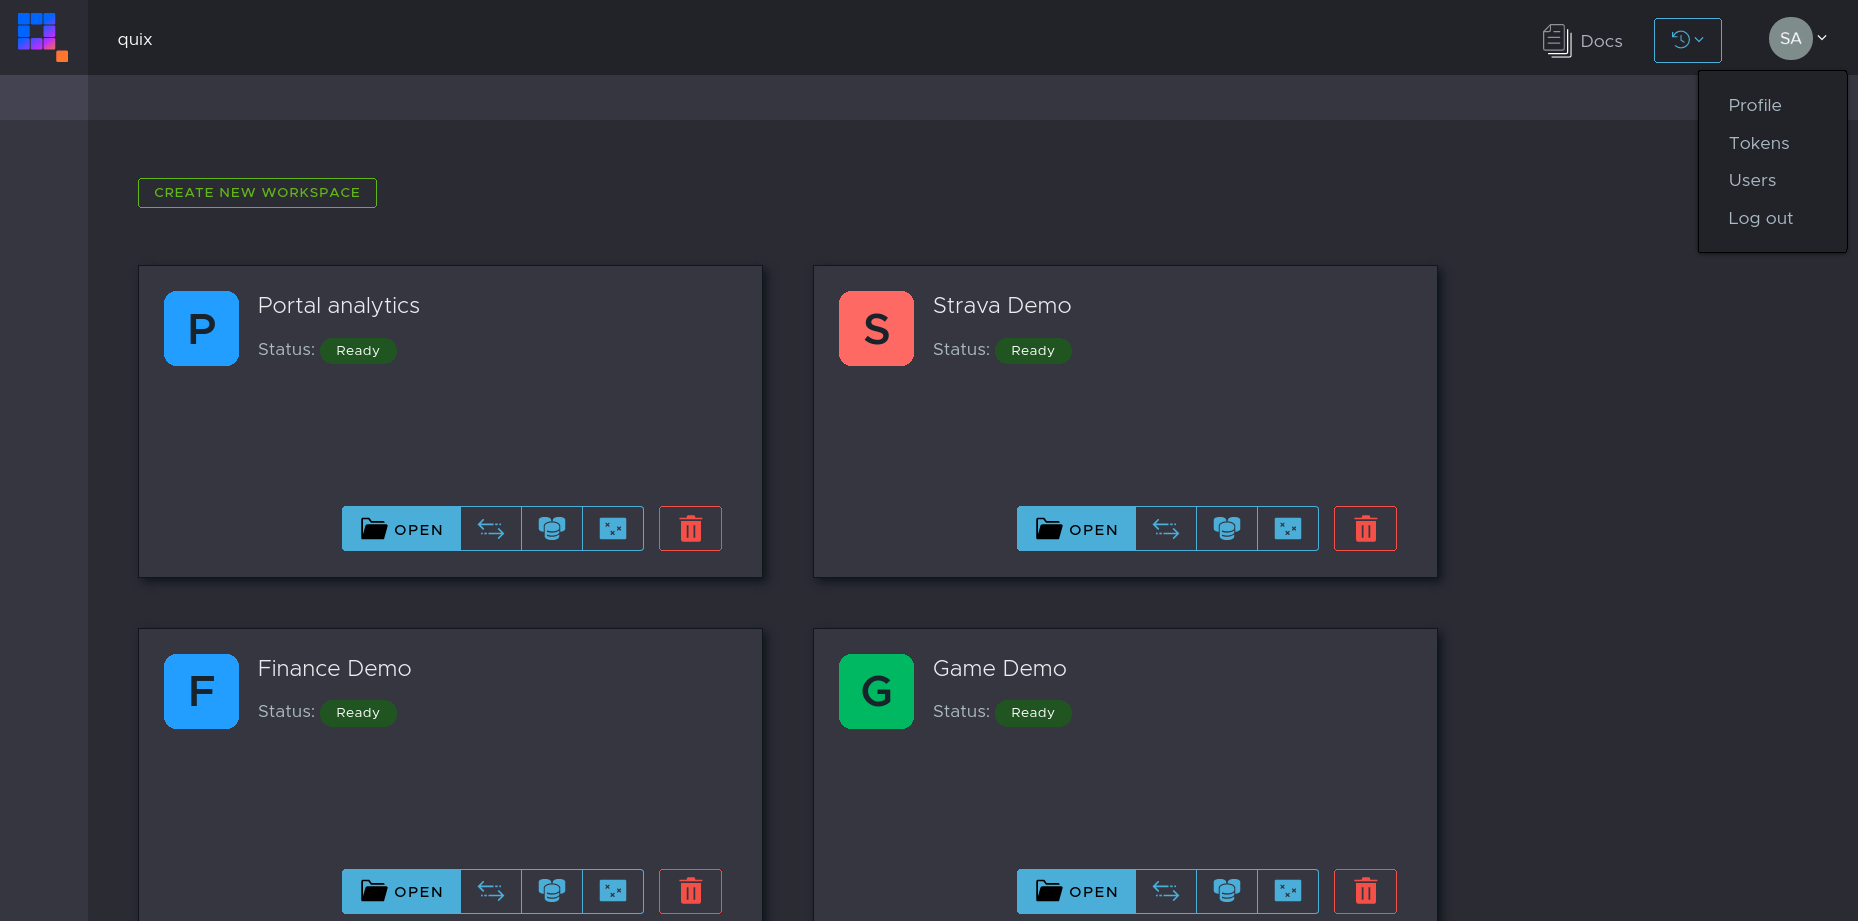 quix
Docs
SA
Profile
Tokens
Users
Log out
CREATE NEW WORKSPACE
P
Portal analytics
Status: Ready
OPEN
S
Strava Demo
Status: Ready
OPEN
F
Finance Demo
Status: Ready
OPEN
G
Game Demo
Status: Ready
OPEN